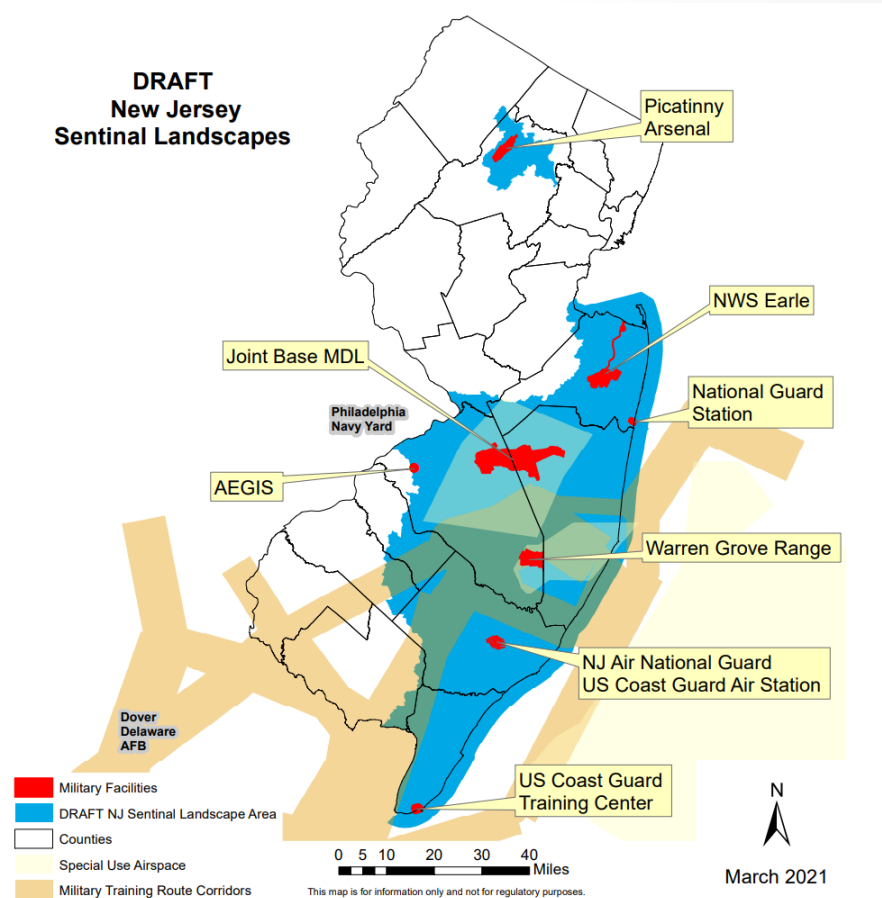 DRAFT
New Jersey
Sentinal Landscapes
Picatinny
Arsenal
NWS Earle
Joint Base MDL
National Guard
Station
Philadelphia
Navy Yard
AEGIS
Warren Grove Range
NJ Air National Guard
US Coast Guard Air Station
Dover
Delaware
AFB
US Coast Guard
Training Center
Military Facilities
DRAFT NJ Sentinal Landscape Area
Counties
Special Use Airspace
Military Training Route Corridors
0 5 10 20 30 40
Miles
This map is for information only and not for regulatory purposes.
N
March 2021